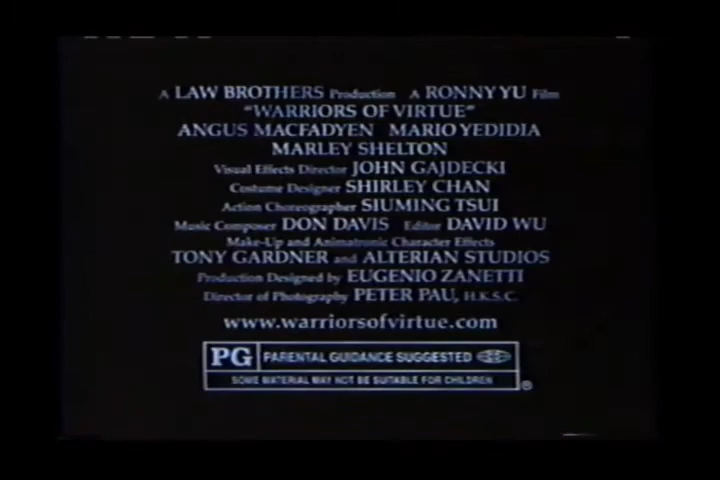 A LAW BROTHERS Production A RONNY YU Film
"WARRIORS OF VIRTUE"
ANGUS MACFADYEN MARIO YEDIDIA
MARLEY SHELTON
Visual Effects Director JOHN GAJDECKI
Costume Designer SHIRLEY CHAN
Action Choreographer SIUMING TSUI
Music Composer DON DAVIS Editor DAVID WU
Make-Up and Animatronic Character Effects
TONY GARDNER and ALTERIAN STUDIOS
Production Designed by EUGENIO ZANETTI
Director of Photography PETER PAU, H.K.S.C.
www.warriorsofvirtue.com
PG PARENTAL GUIDANCE SUGGESTED
SOME MATERIAL MAY NOT BE SUITABLE FOR CHILDREN ®